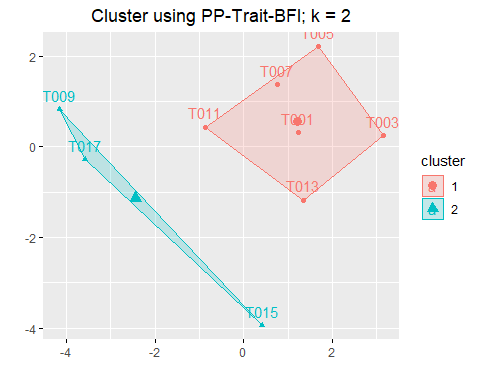 Cluster using PP-Trait-BFI; k = 2
T005
T007
T009
T011
T001
T003
T017
T013
T015
2
0
-2
-4
-4
-2
0
2
cluster
a 1
a 2